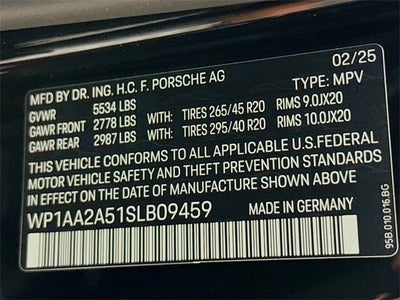 MFD BY DR. ING. H.C. F. PORSCHE AG 02/25
GVWR 5534 LBS TYPE: MPV
GAWR FRONT 2778 LBS WITH: TIRES 265/45 R20 RIMS 9.0JX20
GAWR REAR 2987 LBS WITH: TIRES 295/40 R20 RIMS 10.0JX20
THIS VEHICLE CONFORMS TO ALL APPLICABLE U.S.FEDERAL
MOTOR VEHICLE SAFETY AND THEFT PREVENTION STANDARDS
IN EFFECT ON THE DATE OF MANUFACTURE SHOWN ABOVE.
WP1AA2A51SLB09459 MADE IN GERMANY
95B.010.016.BG